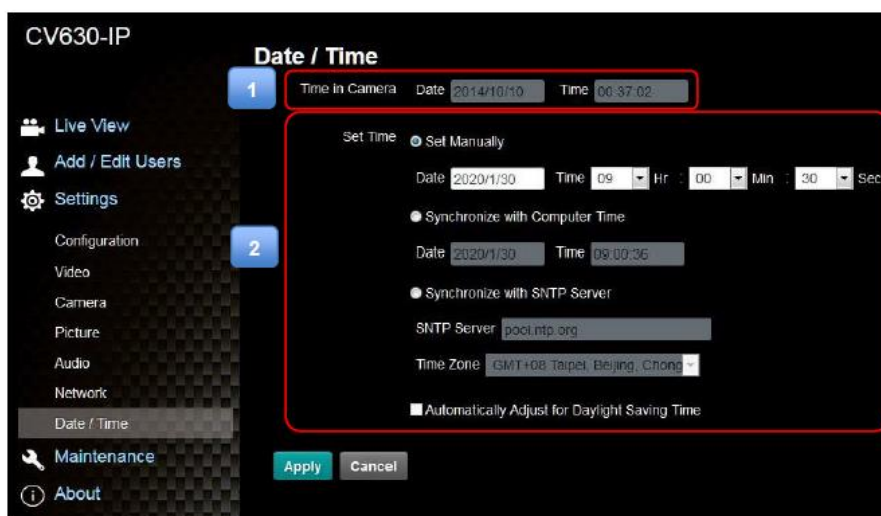 CV630-IP
Date / Time
1
Time in Camera Date 2014/10/10 Time 00:37:02
Live View
Add / Edit Users
Settings
Configuration
Video
Camera
Picture
Audio
Network
Date / Time
Maintenance
About
2
Set Time Set Manually
Date 2020/1/30 Time 09 Hr : 00 Min : 30 Sec
Synchronize with Computer Time
Date 2020/1/30 Time 09:00:36
Synchronize with SNTP Server
SNTP Server pool.ntp.org
Time Zone GMT+08 Taipei, Beijing, Chong
Automatically Adjust for Daylight Saving Time
Apply Cancel